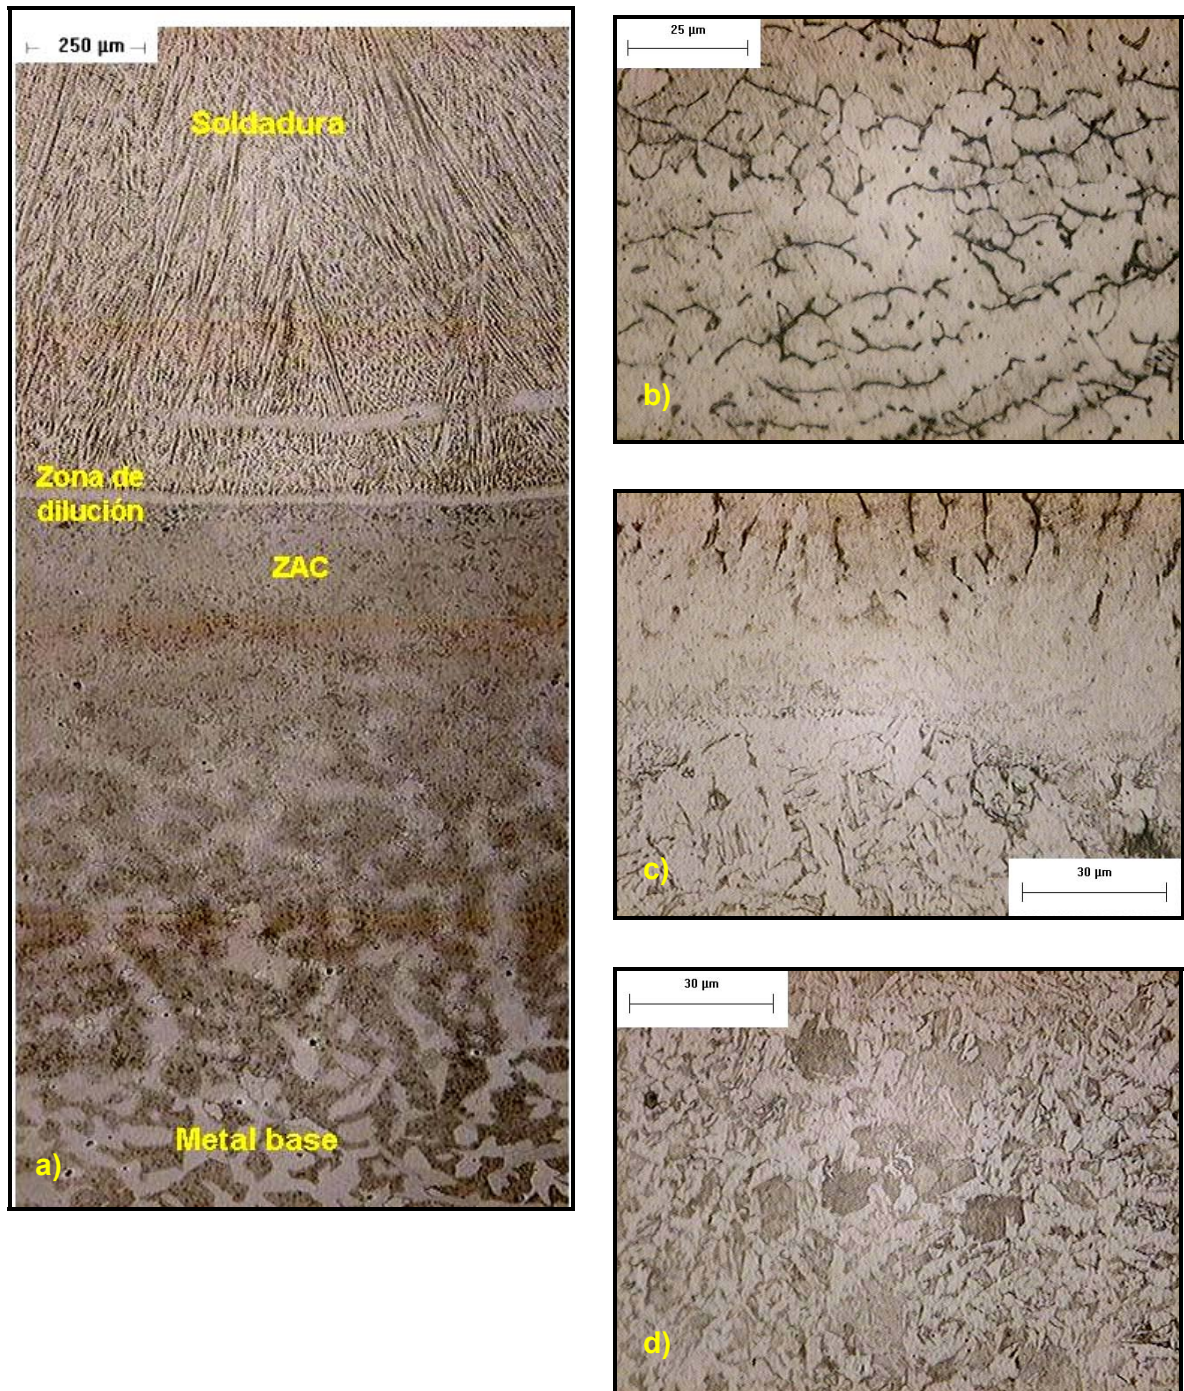 250 µm
Soldadura
Zona de
dilución
ZAC
Metal base
a)
25 µm
b)
c)
30 µm
30 µm
d)